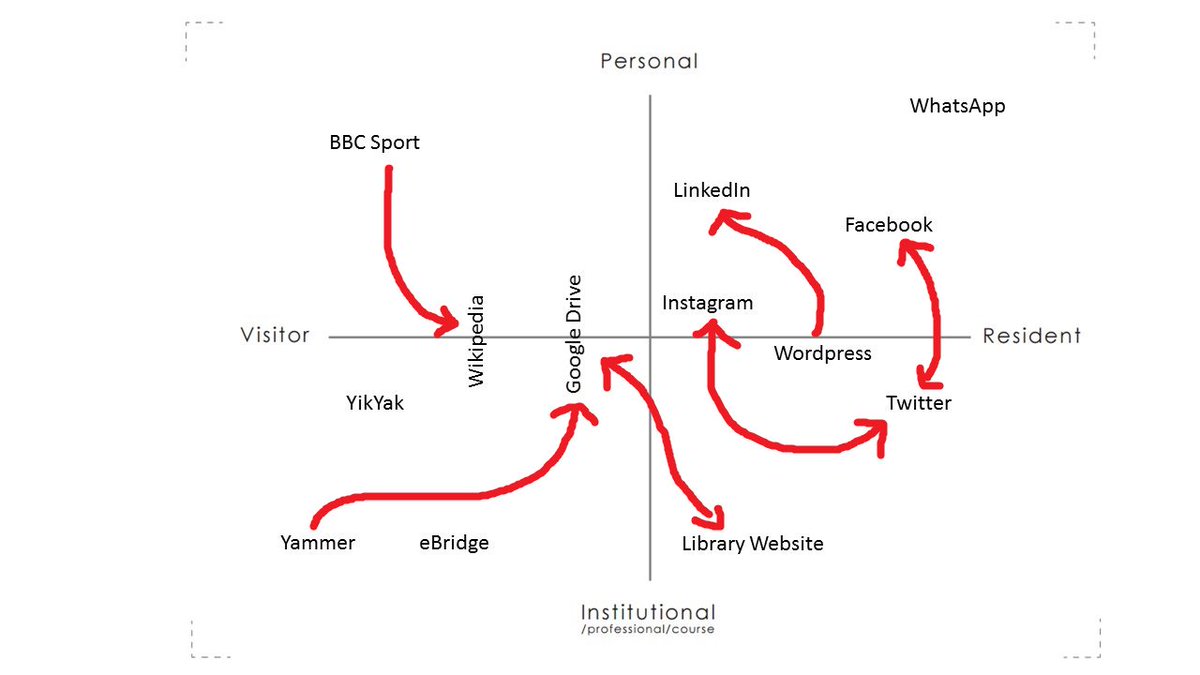 Personal
WhatsApp
BBC Sport
LinkedIn
Facebook
Wikipedia
Google Drive
Instagram
Visitor
Resident
Wordpress
YikYak
Twitter
Yammer
eBridge
Library Website
Institutional
/professional/course